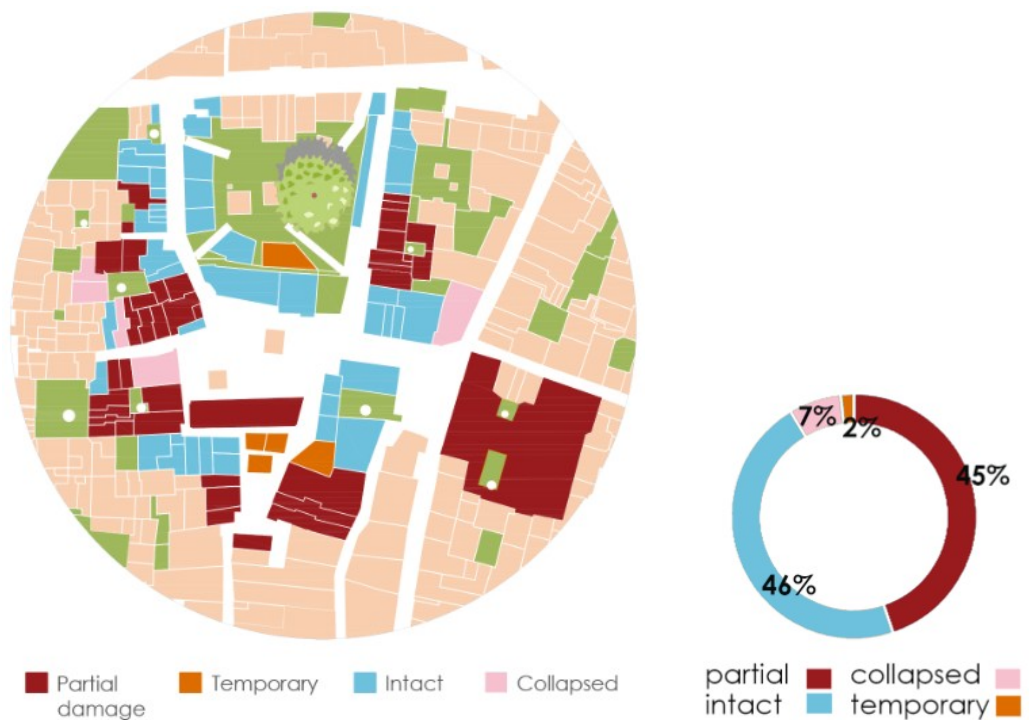 7%
2%
45%
46%
partial collapsed
intact temporary
Partial damage
Temporary
Intact
Collapsed